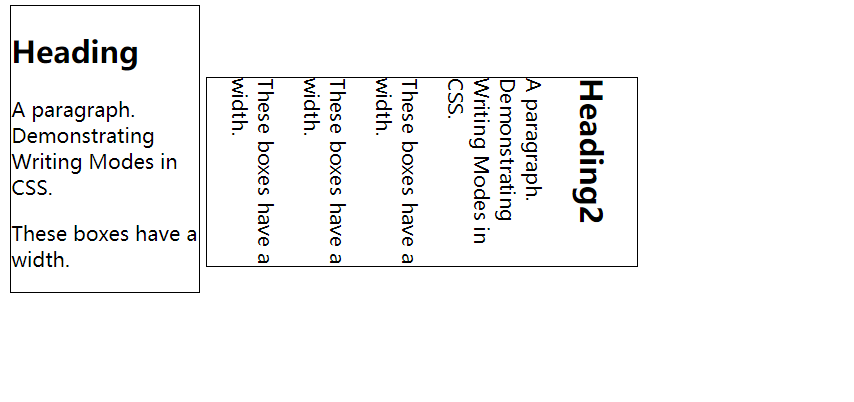 Heading
A paragraph.
Demonstrating
Writing Modes in
CSS.
These boxes have a
width.
Heading2
A paragraph.
Demonstrating
Writing Modes in
CSS.
These boxes have a
width.
These boxes have a
width.
These boxes have a
width.